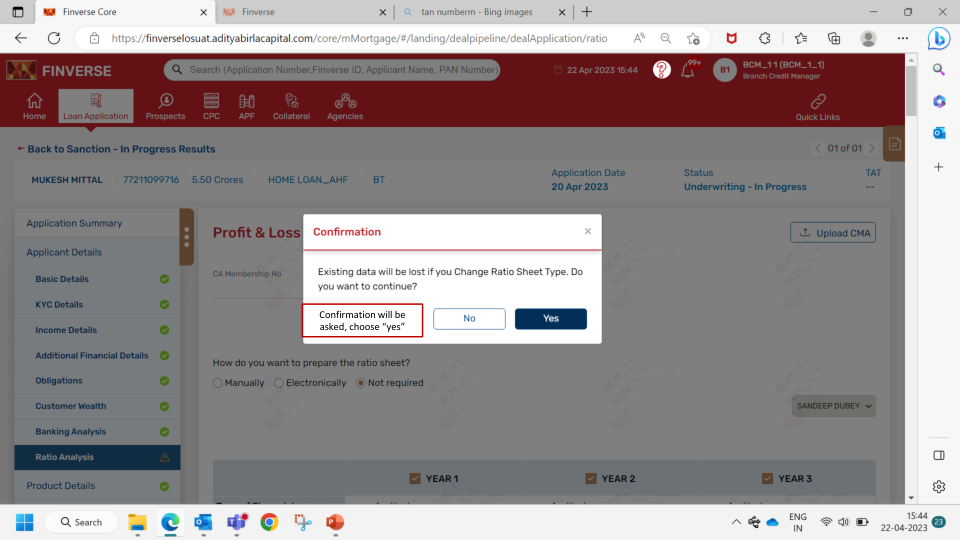 Finverse Core
Finverse
tan numberm - Bing images
https://finverselosuat.adityabirlacapital.com/core/mMortgage/#/landing/dealpipeline/dealApplication/ratio
FINVERSE
Search (Application Number,Finverse ID, Applicant Name, PAN Number)
22 Apr 2023 15:44
99+
B1
BCM_1 1 (BCM_1_1)
Branch Credit Manager
Home
Loan Application
Prospects
CPC
APF
Collateral
Agencies
Quick Links
Back to Sanction - In Progress Results
01 of 01
MUKESH MITTAL
77211099716
5.50 Crores
HOME LOAN_AHF
BT
Application Date
20 Apr 2023
Status
Underwriting - In Progress
TAT
--
Application Summary
Applicant Details
Basic Details
KYC Details
Income Details
Additional Financial Details
Obligations
Customer Wealth
Banking Analysis
Ratio Analysis
Product Details
Profit & Loss
Upload CMA
CA Membership No
Confirmation
Existing data will be lost if you Change Ratio Sheet Type. Do
you want to continue?
Confirmation will be
asked, choose “yes”
No
Yes
How do you want to prepare the ratio sheet?
Manually
Electronically
Not required
SANDEEP DUBEY
YEAR 1
YEAR 2
YEAR 3
BCM_1_1
Search
ENG
IN
15:44
22-04-2023
23